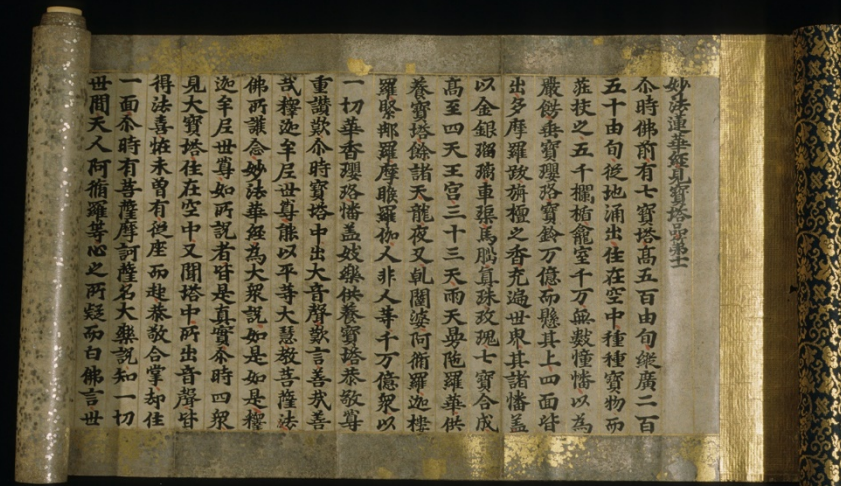 妙法蓮華經見寶塔品第十一
尒時佛前有七寶塔高五百由旬縱廣二百
五十由旬從地涌出住在空中種種寶物而
莊挍之五千欄楯龕室千万無數幢幡以為
嚴餝垂寶瓔珞寶鈴万億而懸其上四面皆
出多摩羅跋旃檀之香充遍世界其諸幡盖
以金銀瑠璃車璖馬腦真珠玫瑰七寶合成
高至四天王宮三十三天雨天曼陁羅華供
養寶塔餘諸天龍夜叉乹闥婆阿脩羅迦樓
羅緊那羅摩睺羅伽人非人等千万億衆以
一切華香瓔珞幡盖妓樂供養寶塔恭敬尊
重讃歎尒時寶塔中出大音聲歎言善哉善
哉釋迦牟尼世尊能以平等大慧教菩薩法
佛所護念妙法華經為大衆說如是如是釋
迦牟尼世尊如所說者皆是真實尒時四衆
見大寶塔住在空中又聞塔中所出音聲皆
得法喜恠未曾有從座而起恭敬合掌却住
一面尒時有菩薩摩訶薩名大樂說知一切
世間天人阿脩羅等心之所疑而白佛言世